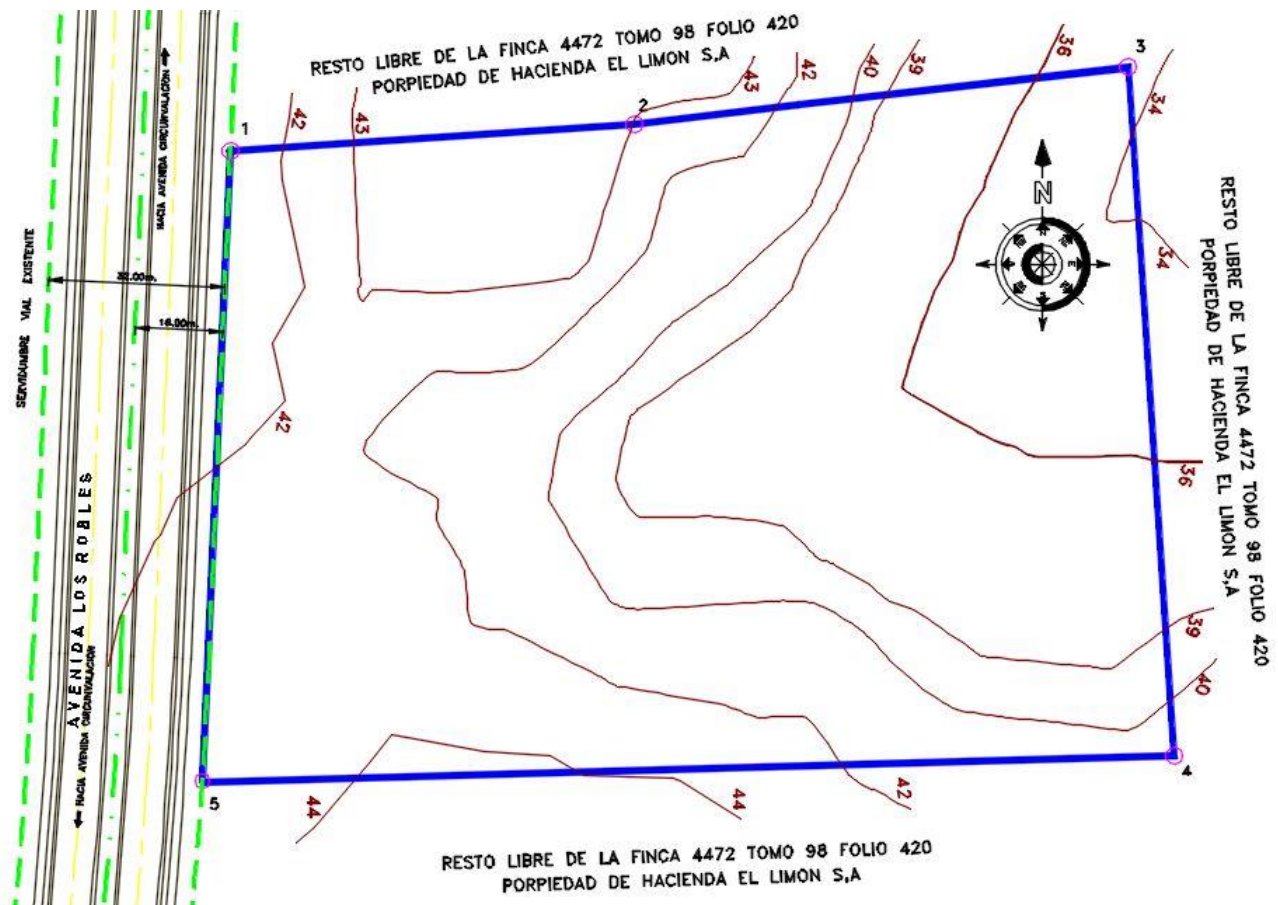 RESTO LIBRE DE LA FINCA 4472 TOMO 98 FOLIO 420
PORPIEDAD DE HACIENDA EL LIMON S,A
1
2
3
4
5
42
43
43
42
40
39
36
34
34
36
39
40
42
44
44
42
N
E
HACIA AVENIDA CIRCUNVALACION
SERVIDUMBRE VIAL EXISTENTE
32.00m.
16.00m.
AVENIDA LOS ROBLES
HACIA AVENIDA CIRCUNVALACION
RESTO LIBRE DE LA FINCA 4472 TOMO 98 FOLIO 420
PORPIEDAD DE HACIENDA EL LIMON S,A
RESTO LIBRE DE LA FINCA 4472 TOMO 98 FOLIO 420
PORPIEDAD DE HACIENDA EL LIMON S,A